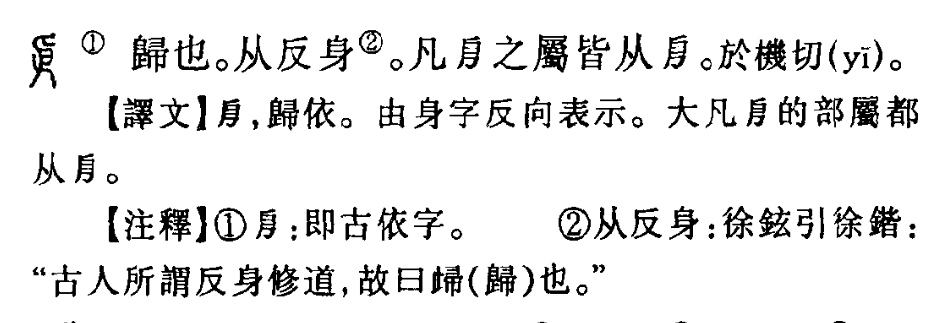 㐆① 歸也。从反身②。凡㐆之屬皆从㐆。於機切(yī)。
【譯文】㐆,歸依。由身字反向表示。大凡㐆的部屬都
从㐆。
【注釋】①㐆:即古依字。 ②从反身:徐鉉引徐鍇:
“古人所謂反身修道,故曰㱕(歸)也。”